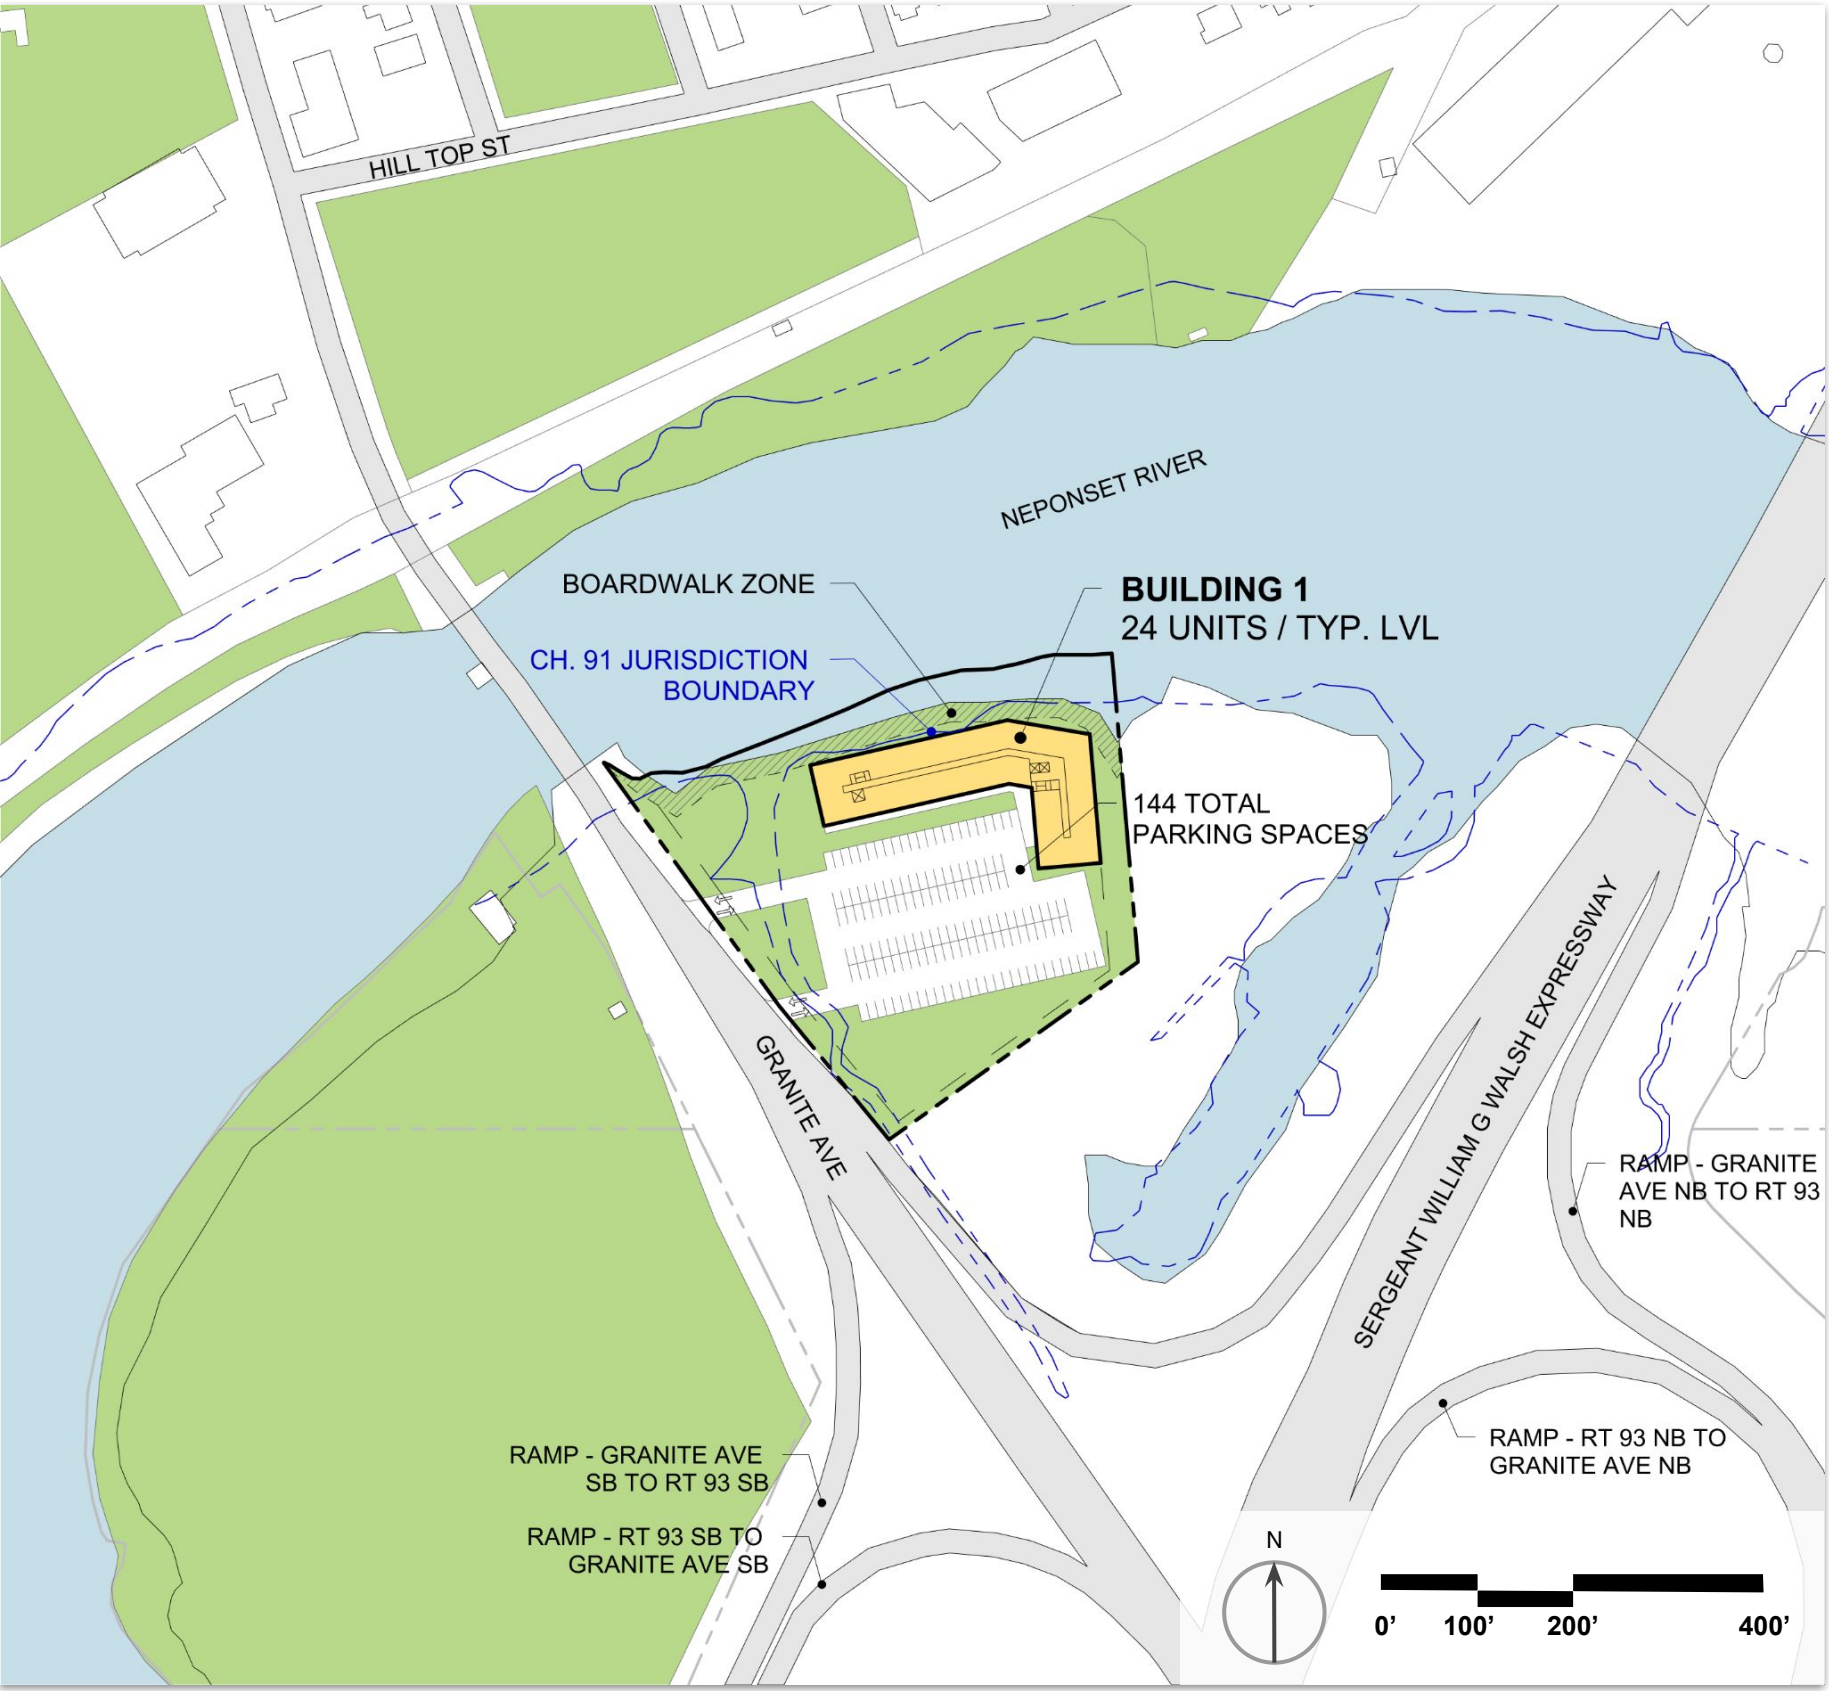 HILL TOP ST
NEPONSET RIVER
BOARDWALK ZONE
BUILDING 1
24 UNITS / TYP. LVL
CH. 91 JURISDICTION
BOUNDARY
144 TOTAL
PARKING SPACES
GRANITE AVE
SERGEANT WILLIAM G WALSH EXPRESSWAY
RAMP - GRANITE
AVE NB TO RT 93
NB
RAMP - RT 93 NB TO
GRANITE AVE NB
RAMP - GRANITE AVE
SB TO RT 93 SB
RAMP - RT 93 SB TO
GRANITE AVE SB
N
0' 100' 200' 400'